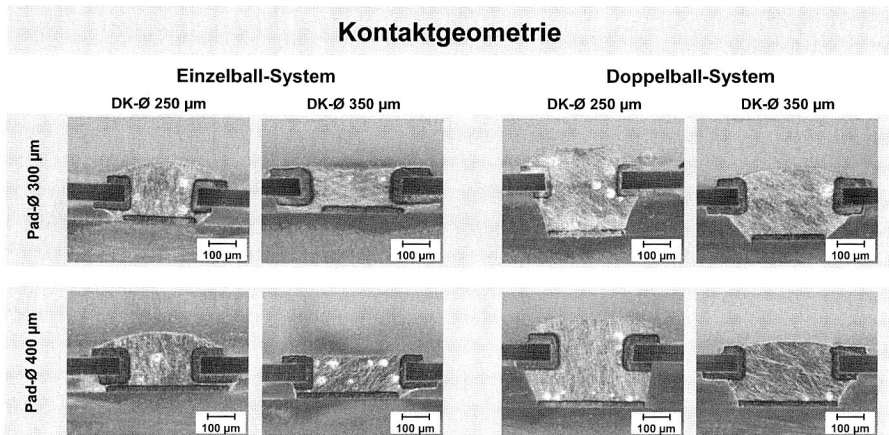 Kontaktgeometrie
Einzelball-System
Doppelball-System
DK-Ø 250 µm
DK-Ø 350 µm
DK-Ø 250 µm
DK-Ø 350 µm
Pad-Ø 300 µm
100 µm
100 µm
100 µm
100 µm
Pad-Ø 400 µm
100 µm
100 µm
100 µm
100 µm